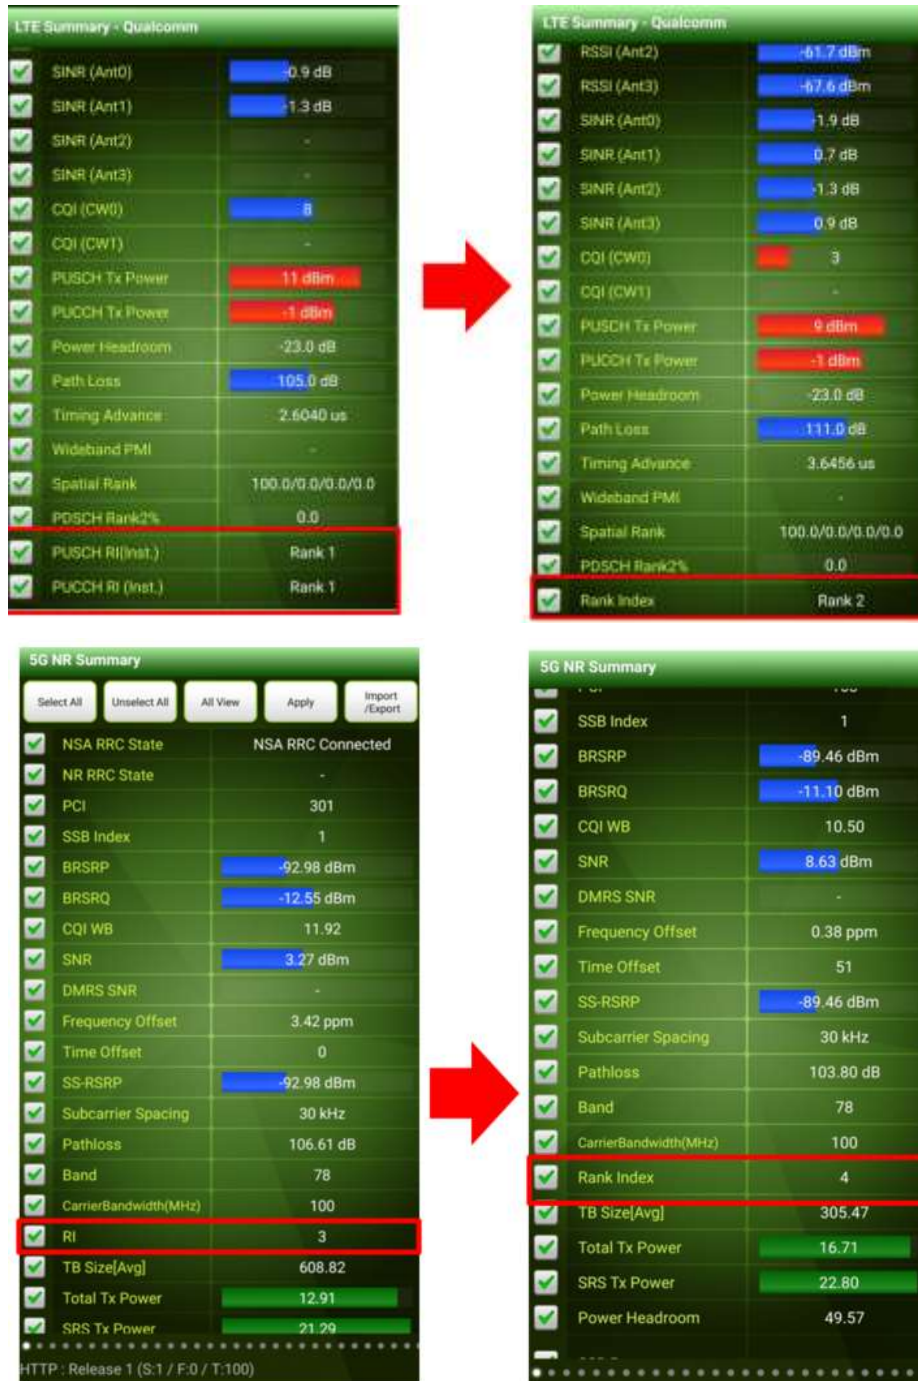 LTE Summary - Qualcomm
SINR (Ant0) -0.9 dB
SINR (Ant1) -1.3 dB
SINR (Ant2) -
SINR (Ant3) -
CQI (CW0) 8
CQI (CW1) -
PUSCH Tx Power 11 dBm
PUCCH Tx Power -1 dBm
Power Headroom -23.0 dB
Path Loss 105.0 dB
Timing Advance 2.6040 us
Wideband PMI -
Spatial Rank 100.0/0.0/0.0/0.0
PDSCH Rank2% 0.0
PUSCH RI(Inst.) Rank 1
PUCCH RI (Inst.) Rank 1
LTE Summary - Qualcomm
RSSI (Ant2) -61.7 dBm
RSSI (Ant3) -67.6 dBm
SINR (Ant0) -1.9 dB
SINR (Ant1) 0.7 dB
SINR (Ant2) -1.3 dB
SINR (Ant3) 0.9 dB
CQI (CW0) 3
CQI (CW1) -
PUSCH Tx Power 9 dBm
PUCCH Tx Power -1 dBm
Power Headroom -23.0 dB
Path Loss 111.0 dB
Timing Advance 3.6456 us
Wideband PMI -
Spatial Rank 100.0/0.0/0.0/0.0
PDSCH Rank2% 0.0
Rank Index Rank 2
5G NR Summary
Select All Unselect All All View Apply Import /Export
NSA RRC State NSA RRC Connected
NR RRC State -
PCI 301
SSB Index 1
BRSRP -92.98 dBm
BRSRQ -12.55 dBm
CQI WB 11.92
SNR 3.27 dBm
DMRS SNR -
Frequency Offset 3.42 ppm
Time Offset 0
SS-RSRP -92.98 dBm
Subcarrier Spacing 30 kHz
Pathloss 106.61 dB
Band 78
CarrierBandwidth(MHz) 100
RI 3
TB Size[Avg] 608.82
Total Tx Power 12.91
SRS Tx Power 21.29
HTTP : Release 1 (S:1 / F:0 / T:100)
5G NR Summary
SSB Index 1
BRSRP -89.46 dBm
BRSRQ -11.10 dBm
CQI WB 10.50
SNR 8.63 dBm
DMRS SNR -
Frequency Offset 0.38 ppm
Time Offset 51
SS-RSRP -89.46 dBm
Subcarrier Spacing 30 kHz
Pathloss 103.80 dB
Band 78
CarrierBandwidth(MHz) 100
Rank Index 4
TB Size[Avg] 305.47
Total Tx Power 16.71
SRS Tx Power 22.80
Power Headroom 49.57